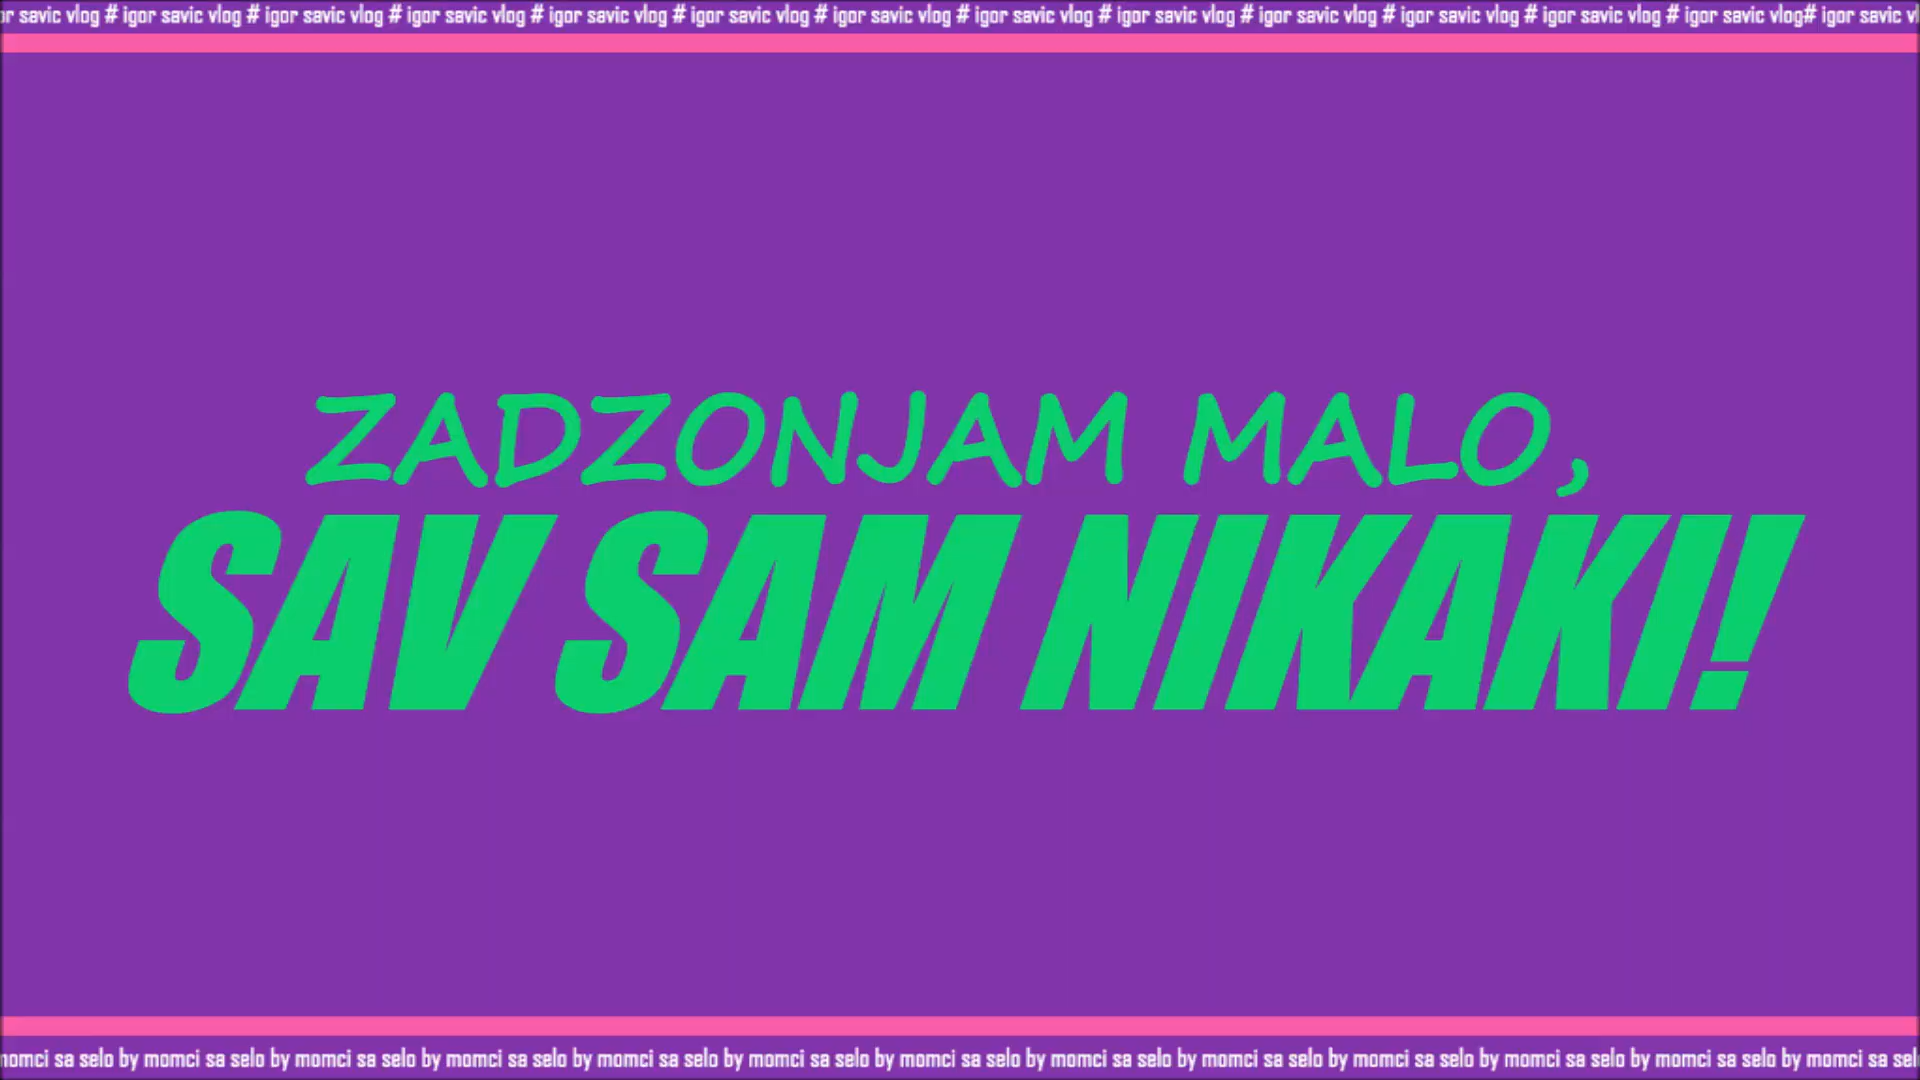 savic vlog # igor savic vlog # igor savic vlog # igor savic vlog # igor savic vlog # igor savic vlog # igor savic vlog # igor savic vlog # igor savic vlog # igor savic vlog # igor savic vlog # igor savic vlog # igor savic vlog# igor savic
ZADZONJAM MALO,
SAV SAM NIKAKI!
momci sa selo by momci sa selo by momci sa selo by momci sa selo by momci sa selo by momci sa selo by momci sa selo by momci sa selo by momci sa selo by momci sa selo by momci sa selo by momci sa selo by momci sa sel